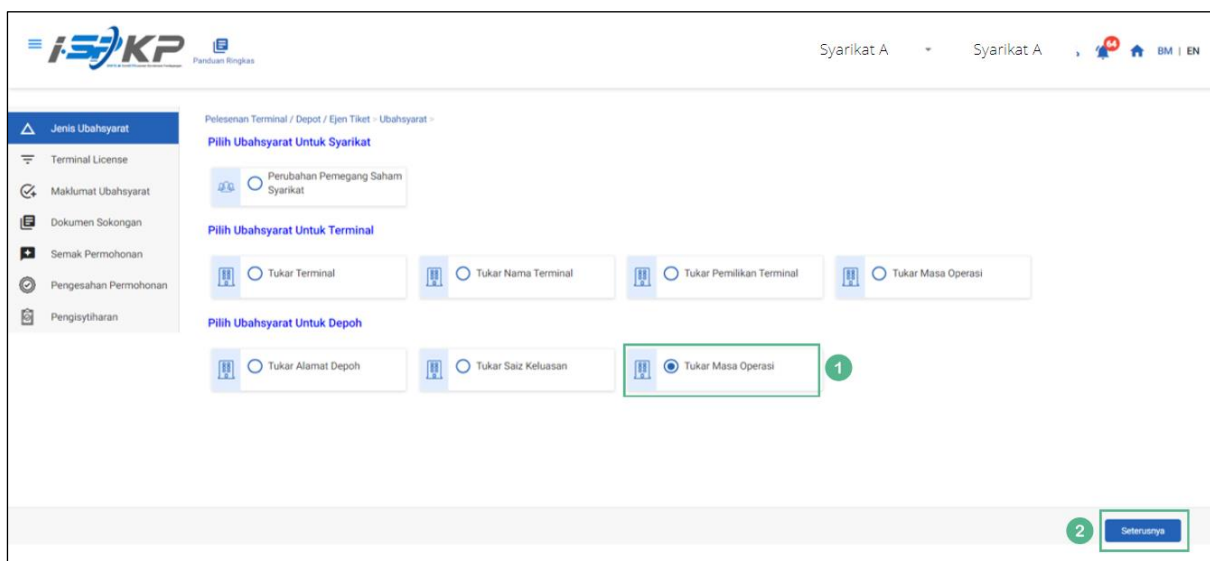 i-SPKP
Panduan Ringkas
Syarikat A
Syarikat A
64
BM | EN
Jenis Ubahsyarat
Terminal License
Maklumat Ubahsyarat
Dokumen Sokongan
Semak Permohonan
Pengesahan Permohonan
Pengisytiharan
Pelesenan Terminal / Depot / Ejen Tiket > Ubahsyarat >
Pilih Ubahsyarat Untuk Syarikat
Perubahan Pemegang Saham
Syarikat
Pilih Ubahsyarat Untuk Terminal
Tukar Terminal
Tukar Nama Terminal
Tukar Pemilikan Terminal
Tukar Masa Operasi
Pilih Ubahsyarat Untuk Depoh
Tukar Alamat Depoh
Tukar Saiz Keluasan
Tukar Masa Operasi
1
2
Seterusnya